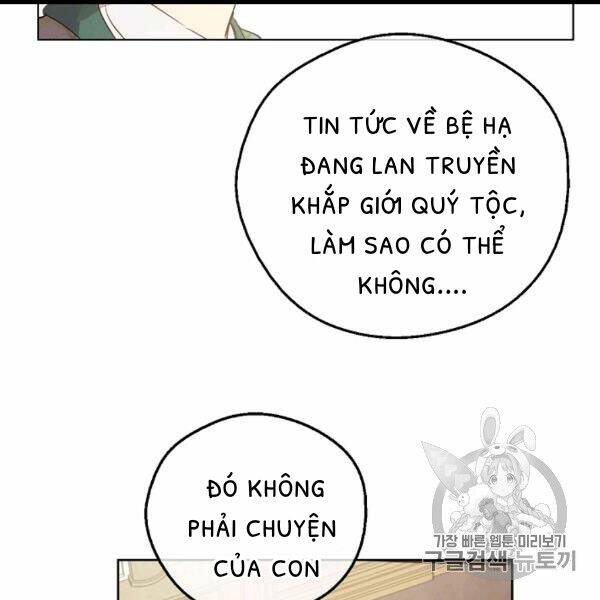 TIN TỨC VỀ BỆ HẠ
ĐANG LAN TRUYỀN
KHẮP GIỚI QUÝ TỘC,
LÀM SAO CÓ THỂ
KHÔNG....
ĐÓ KHÔNG
PHẢI CHUYỆN
CỦA CON
가장 빠른 웹툰 미리보기
구글검색 뉴토끼